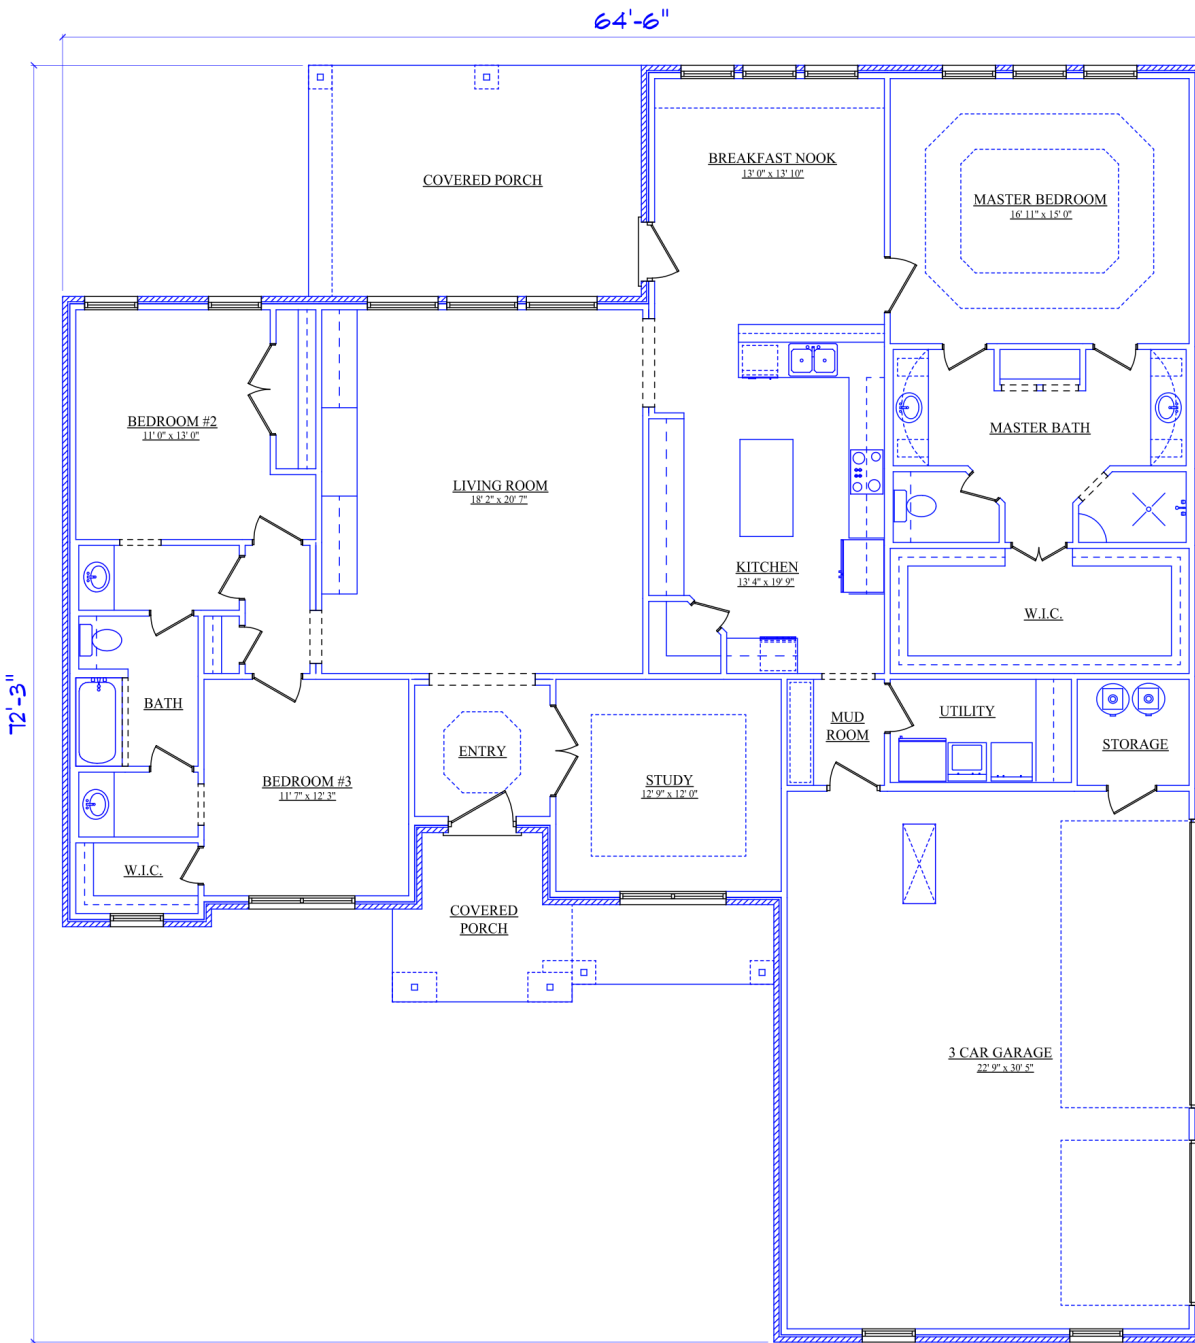 64'-6"
COVERED PORCH
BREAKFAST NOOK
13' 0" x 13' 10"
MASTER BEDROOM
16' 11" x 15' 0"
BEDROOM #2
11' 0" x 13' 0"
MASTER BATH
LIVING ROOM
18' 2" x 20' 7"
KITCHEN
13' 4" x 19' 9"
W.I.C.
72'-3"
BATH
MUD
ROOM
UTILITY
STORAGE
ENTRY
BEDROOM #3
11' 7" x 12' 3"
STUDY
12' 9" x 12' 0"
W.I.C.
COVERED
PORCH
3 CAR GARAGE
22' 9" x 30' 5"